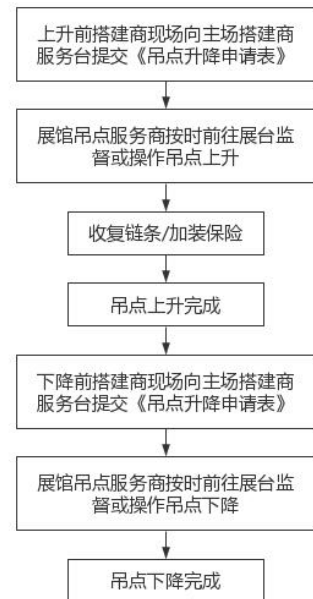 上升前搭建商现场向主场搭建商
服务台提交《吊点升降申请表》
展馆吊点服务商按时前往展台监
督或操作吊点上升
收复链条/加装保险
吊点上升完成
下降前搭建商现场向主场搭建商
服务台提交《吊点升降申请表》
展馆吊点服务商按时前往展台监
督或操作吊点下降
吊点下降完成